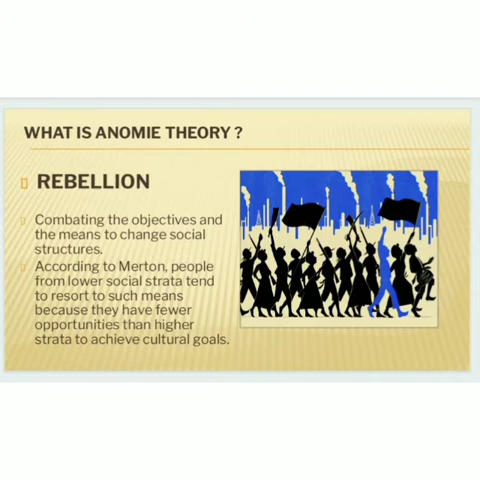 WHAT IS ANOMIE THEORY ?
REBELLION
Combating the objectives and
the means to change social
structures.
According to Merton, people
from lower social strata tend
to resort to such means
because they have fewer
opportunities than higher
strata to achieve cultural goals.